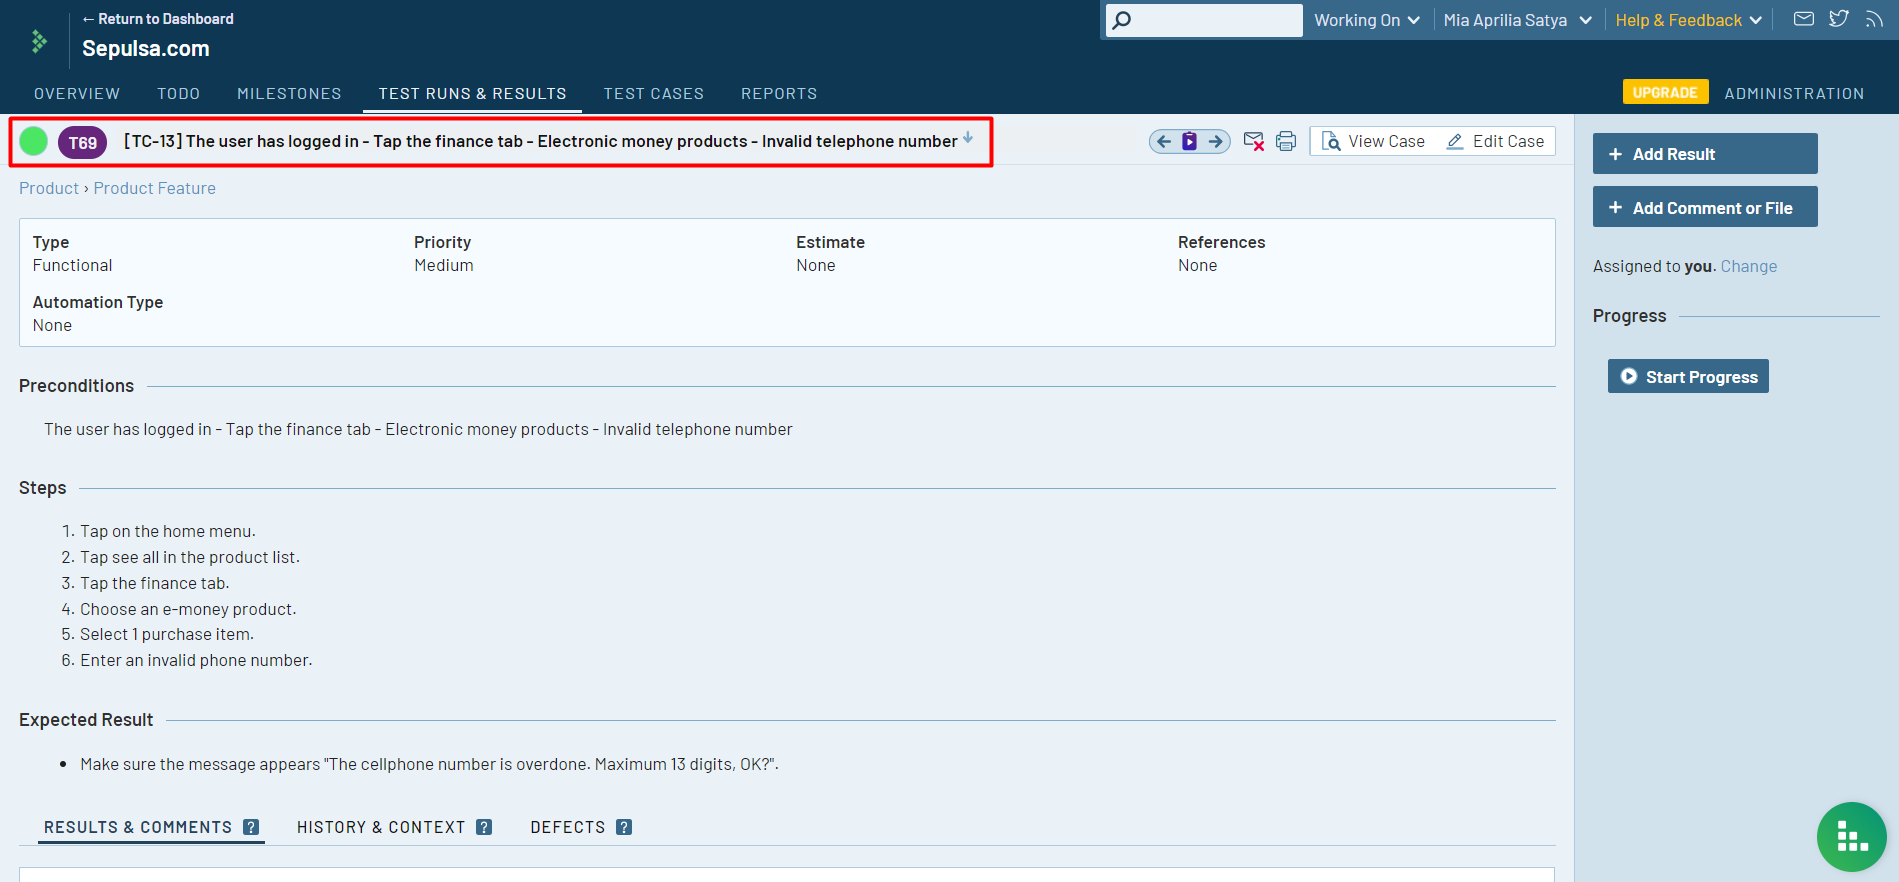 ← Return to Dashboard
Sepulsa.com
Working On
Mia Aprilia Satya
Help & Feedback
OVERVIEW
TODO
MILESTONES
TEST RUNS & RESULTS
TEST CASES
REPORTS
UPGRADE
ADMINISTRATION
T69
[TC-13] The user has logged in - Tap the finance tab - Electronic money products - Invalid telephone number
View Case
Edit Case
Product › Product Feature
Type
Functional
Priority
Medium
Estimate
None
References
None
Automation Type
None
Preconditions
The user has logged in - Tap the finance tab - Electronic money products - Invalid telephone number
Steps
1. Tap on the home menu.
2. Tap see all in the product list.
3. Tap the finance tab.
4. Choose an e-money product.
5. Select 1 purchase item.
6. Enter an invalid phone number.
Expected Result
• Make sure the message appears "The cellphone number is overdone. Maximum 13 digits, OK?".
RESULTS & COMMENTS ?
HISTORY & CONTEXT ?
DEFECTS ?
+ Add Result
+ Add Comment or File
Assigned to you. Change
Progress
Start Progress